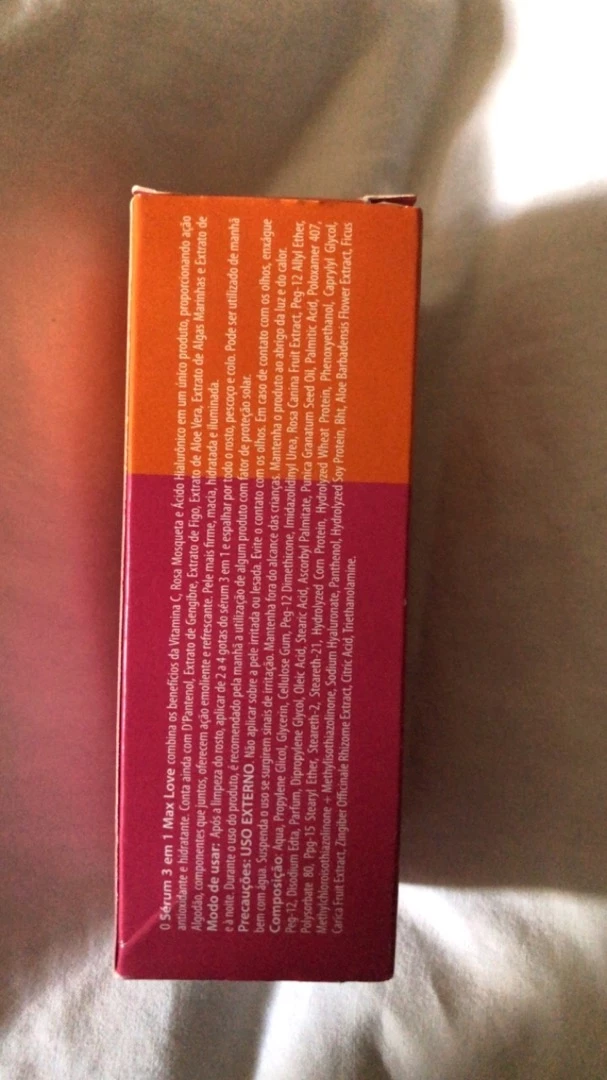 O Sérum 3 em 1 Max Love combina os benefícios da Vitamina C, Rosa Mosqueta e Ácido Hialurônico em um único produto, proporcionando ação
antioxidante e hidratante. Conta ainda com D'Pantenol, Extrato de Gengibre, Extrato de Figo, Extrato de Aloe Vera, Extrato de Algas Marinhas e Extrato de
Algodão, componentes que juntos, oferecem ação emoliente e refrescante. Pele mais firme, macia, hidratada e iluminada.
Modo de usar: Após a limpeza do rosto, aplicar de 2 a 4 gotas do sérum 3 em 1 e espalhar por todo o rosto, pescoço e colo. Pode ser utilizado de manhã
e à noite. Durante o uso do produto, é recomendado pela manhã a utilização de algum produto com fator de proteção solar.
Precauções: USO EXTERNO. Não aplicar sobre a pele irritada ou lesada. Evite o contato com os olhos. Em caso de contato com os olhos, enxágue
bem com água. Suspenda o uso se surgirem sinais de irritação. Mantenha fora do alcance das crianças. Mantenha o produto ao abrigo da luz e do calor.
Composição: Aqua, Propylene Glicol, Glycerin, Cellulose Gum, Peg-12 Dimethicone, Imidazolidinyl Urea, Rosa Canina Fruit Extract, Peg-12 Allyl Ether,
Peg-12, Disodium Edta, Parfum, Dipropylene Glycol, Oleic Acid, Stearic Acid, Ascorbyl Palmitate, Punica Granatum Seed Oil, Palmitic Acid, Poloxamer 407,
Polysorbate 80, Ppg-15 Stearyl Ether, Steareth-2, Steareth-21, Hydrolyzed Corn Protein, Hydrolyzed Wheat Protein, Phenoxyethanol, Caprylyl Glycol,
Methylchloroisothiazolinone + Methylisothiazolinone, Sodium Hyaluronate, Panthenol, Hydrolyzed Soy Protein, Bht, Aloe Barbadensis Flower Extract, Ficus
Carica Fruit Extract, Zingiber Officinale Rhizome Extract, Citric Acid, Triethanolamine.